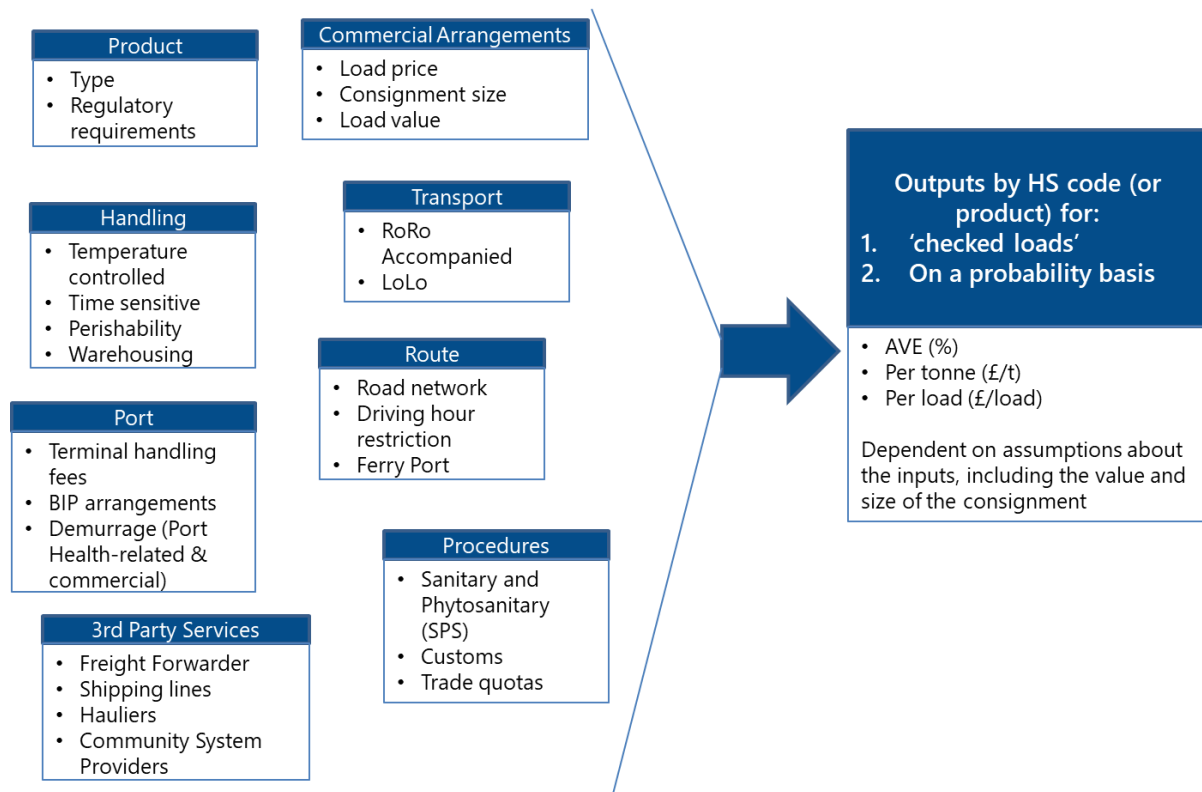 Product
• Type
• Regulatory
requirements
Commercial Arrangements
• Load price
• Consignment size
• Load value
Handling
• Temperature
controlled
• Time sensitive
• Perishability
• Warehousing
Transport
• RoRo
Accompanied
• LoLo
Route
• Road network
• Driving hour
restriction
• Ferry Port
Port
• Terminal handling
fees
• BIP arrangements
• Demurrage (Port
Health-related &
commercial)
Procedures
• Sanitary and
Phytosanitary
(SPS)
• Customs
• Trade quotas
3rd Party Services
• Freight Forwarder
• Shipping lines
• Hauliers
• Community System
Providers
Outputs by HS code (or
product) for:
1. ‘checked loads’
2. On a probability basis
• AVE (%)
• Per tonne (£/t)
• Per load (£/load)
Dependent on assumptions about
the inputs, including the value and
size of the consignment